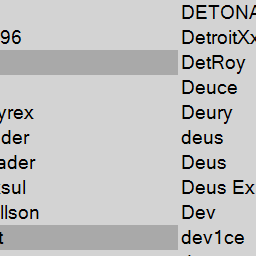 DETONA
96 DetroitXx
DetRoy
Deuce
yrex Deury
der deus
ader Deus
sul Deus Ex
llson Dev
t dev1ce